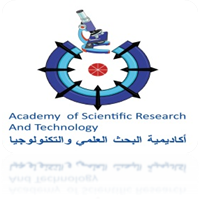 Academy of Scientific Research
And Technology
أكاديمية البحث العلمي والتكنولوجيا